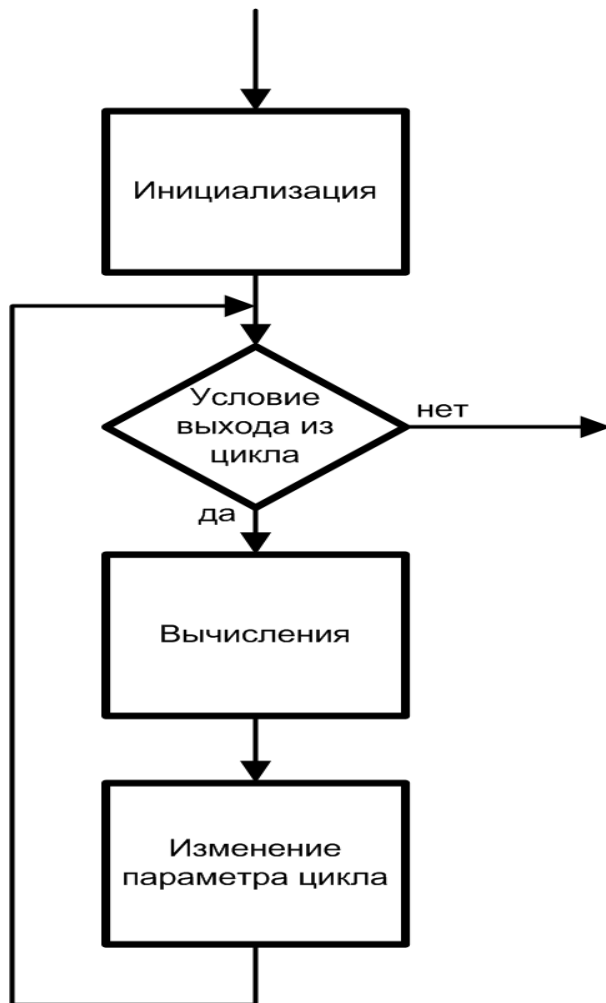 Инициализация
Условие
выхода из
цикла
нет
да
Вычисления
Изменение
параметра цикла